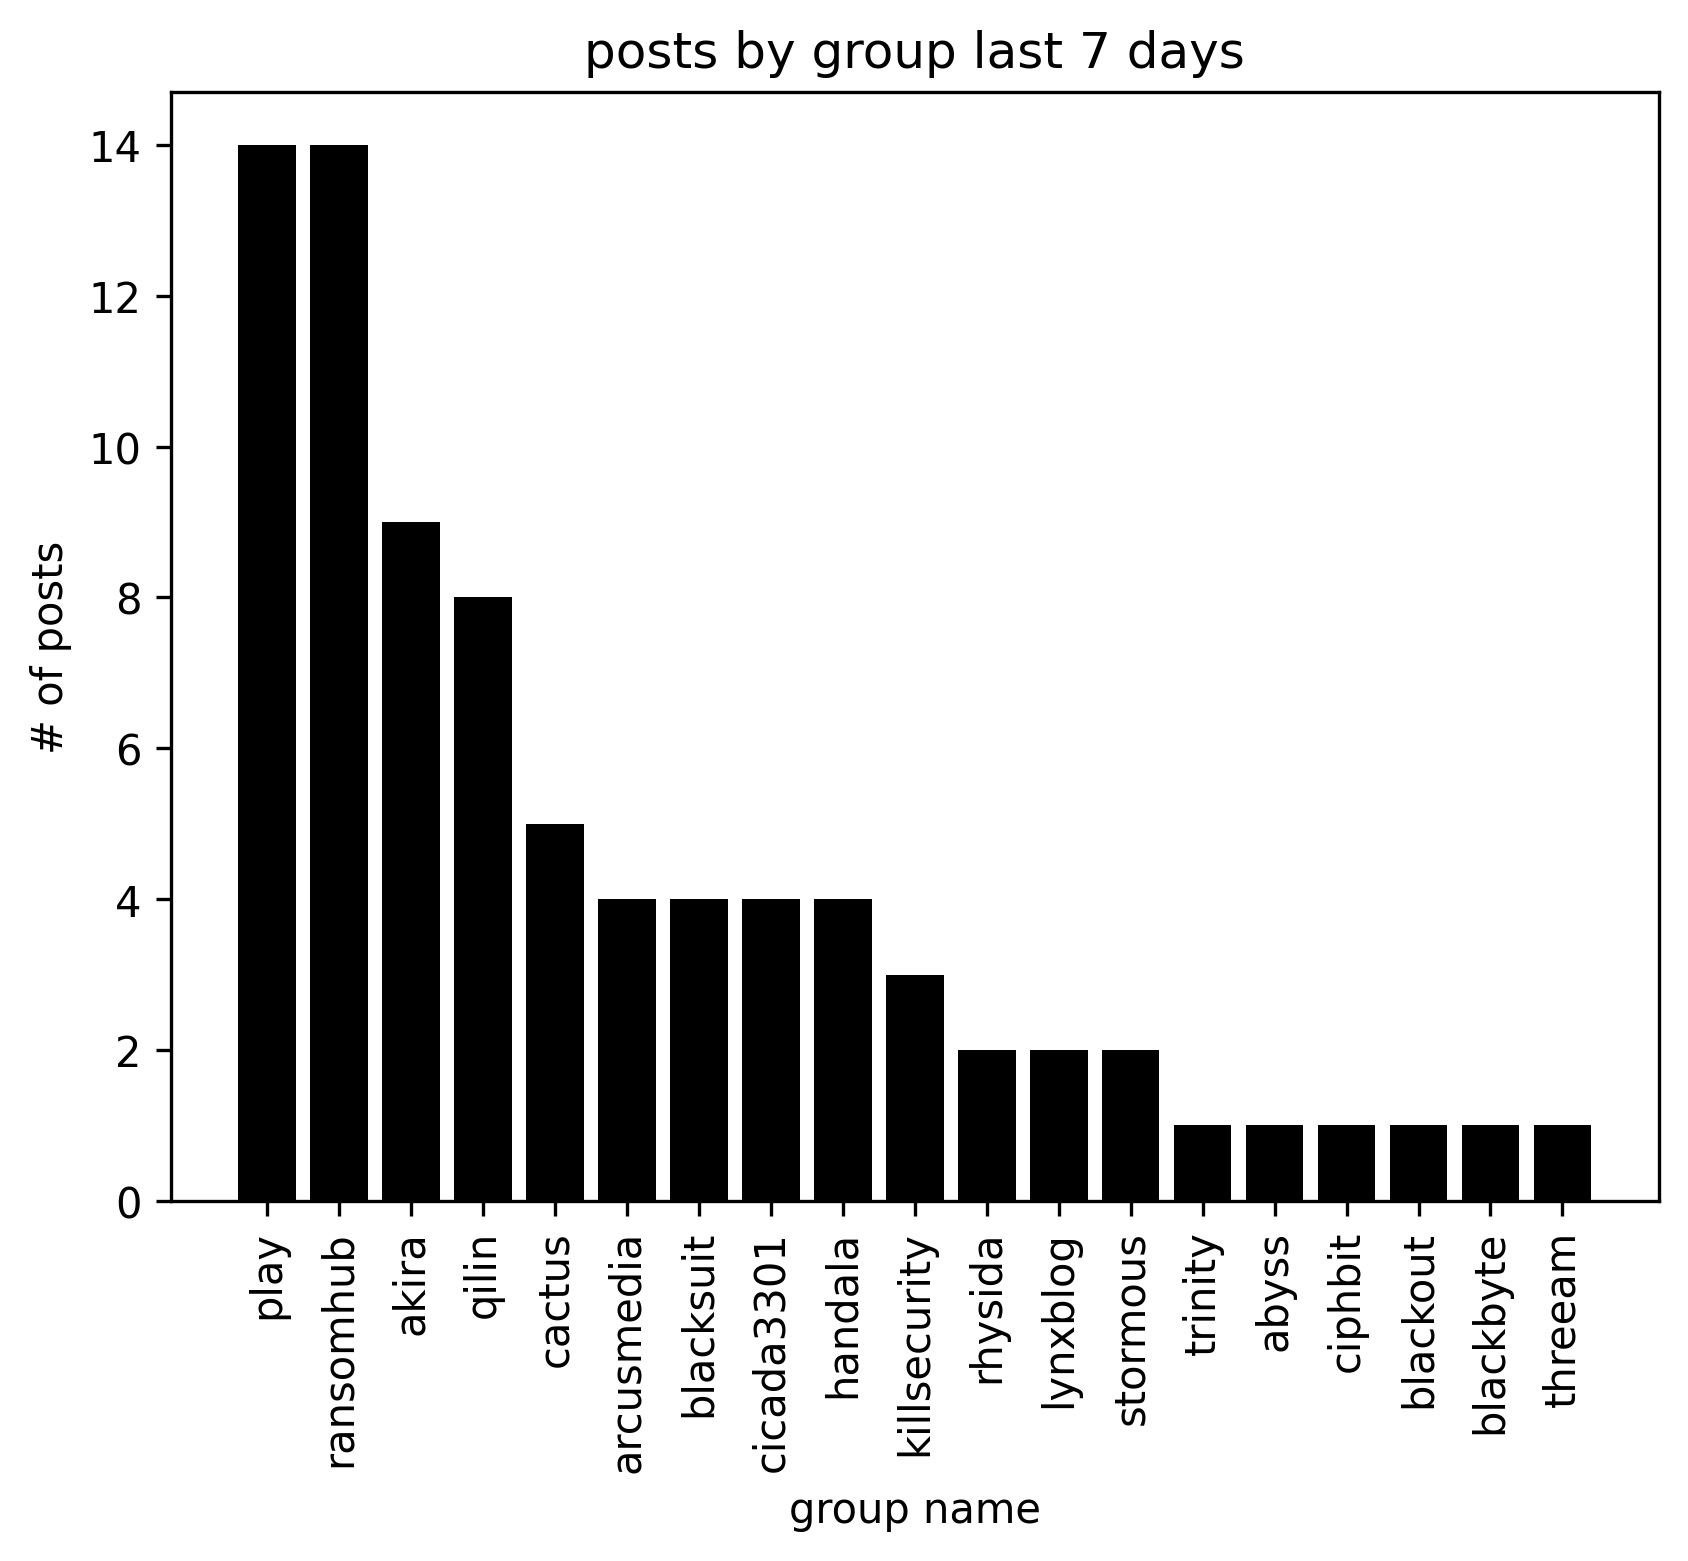 posts by group last 7 days
14
12
10
8
6
4
2
0
# of posts
play
ransomhub
akira
qilin
cactus
arcusmedia
blacksuit
cicada3301
handala
killsecurity
rhysida
lynxblog
stormous
trinity
abyss
ciphbit
blackout
blackbyte
threeam
group name